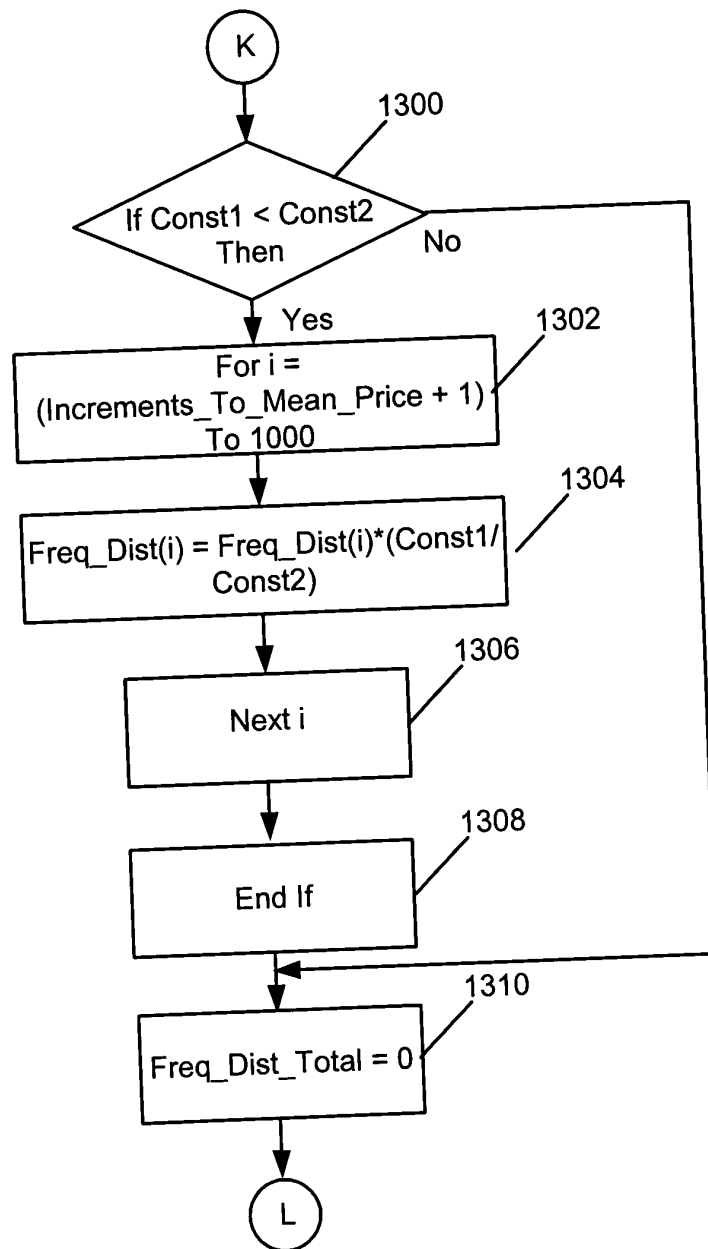 K
1300
If Const1 < Const2
Then
No
Yes
1302
For i =
(Increments_To_Mean_Price + 1)
To 1000
1304
Freq_Dist(i) = Freq_Dist(i)*(Const1/
Const2)
1306
Next i
1308
End If
1310
Freq_Dist_Total = 0
L